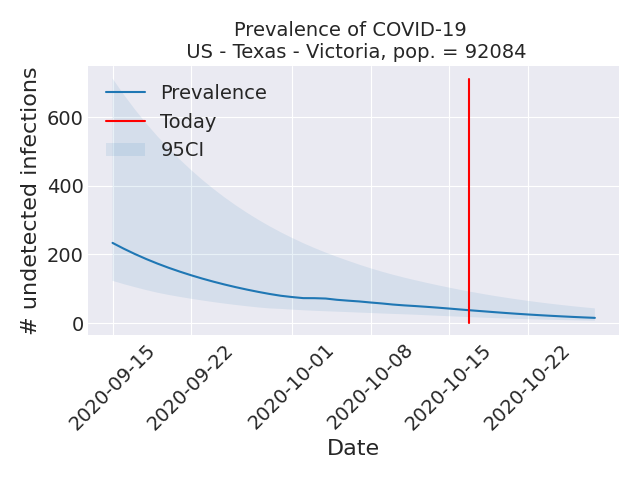 Prevalence of COVID-19
US - Texas - Victoria, pop. = 92084
# undetected infections
600
400
200
0
Prevalence
Today
95CI
2020-09-15
2020-09-22
2020-10-01
2020-10-08
2020-10-15
2020-10-22
Date